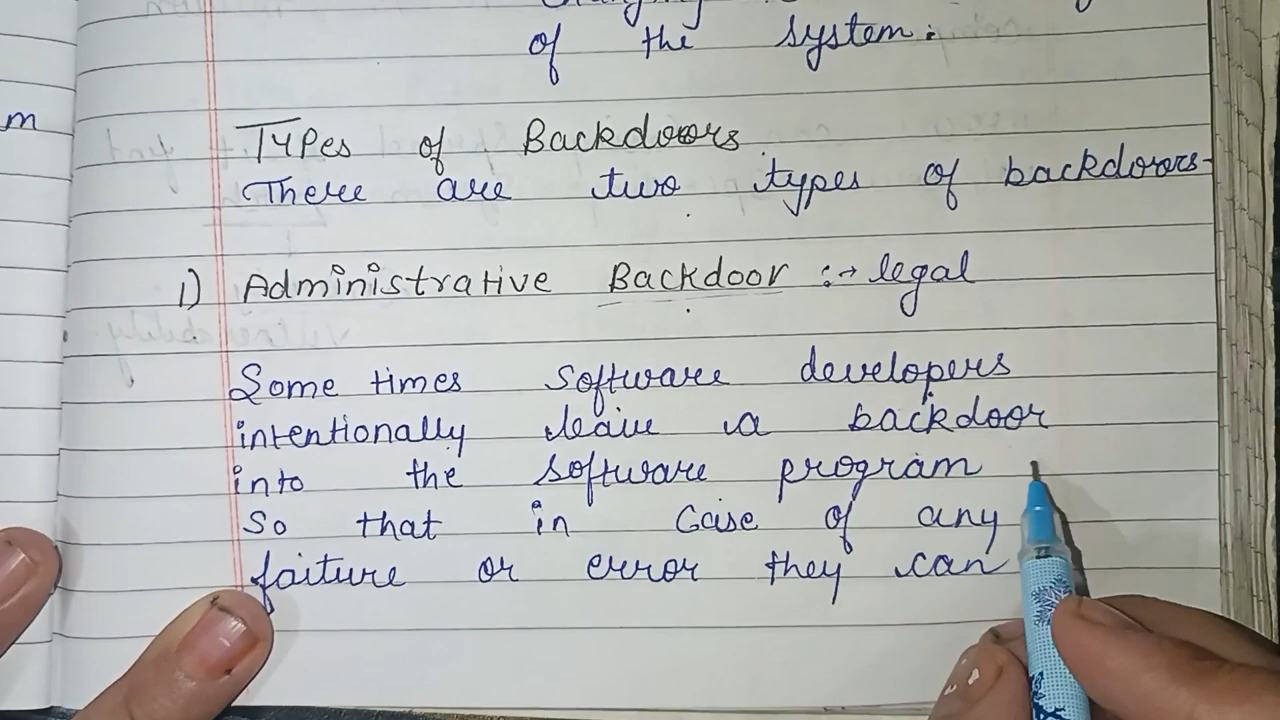 of the system:
m
Types of Backdoors
There are two types of backdoors-
1) Administrative Backdoor :→ legal
Some times software developers
intentionally leave a backdoor
into the software program
So that in Case of any
faiture or error they can